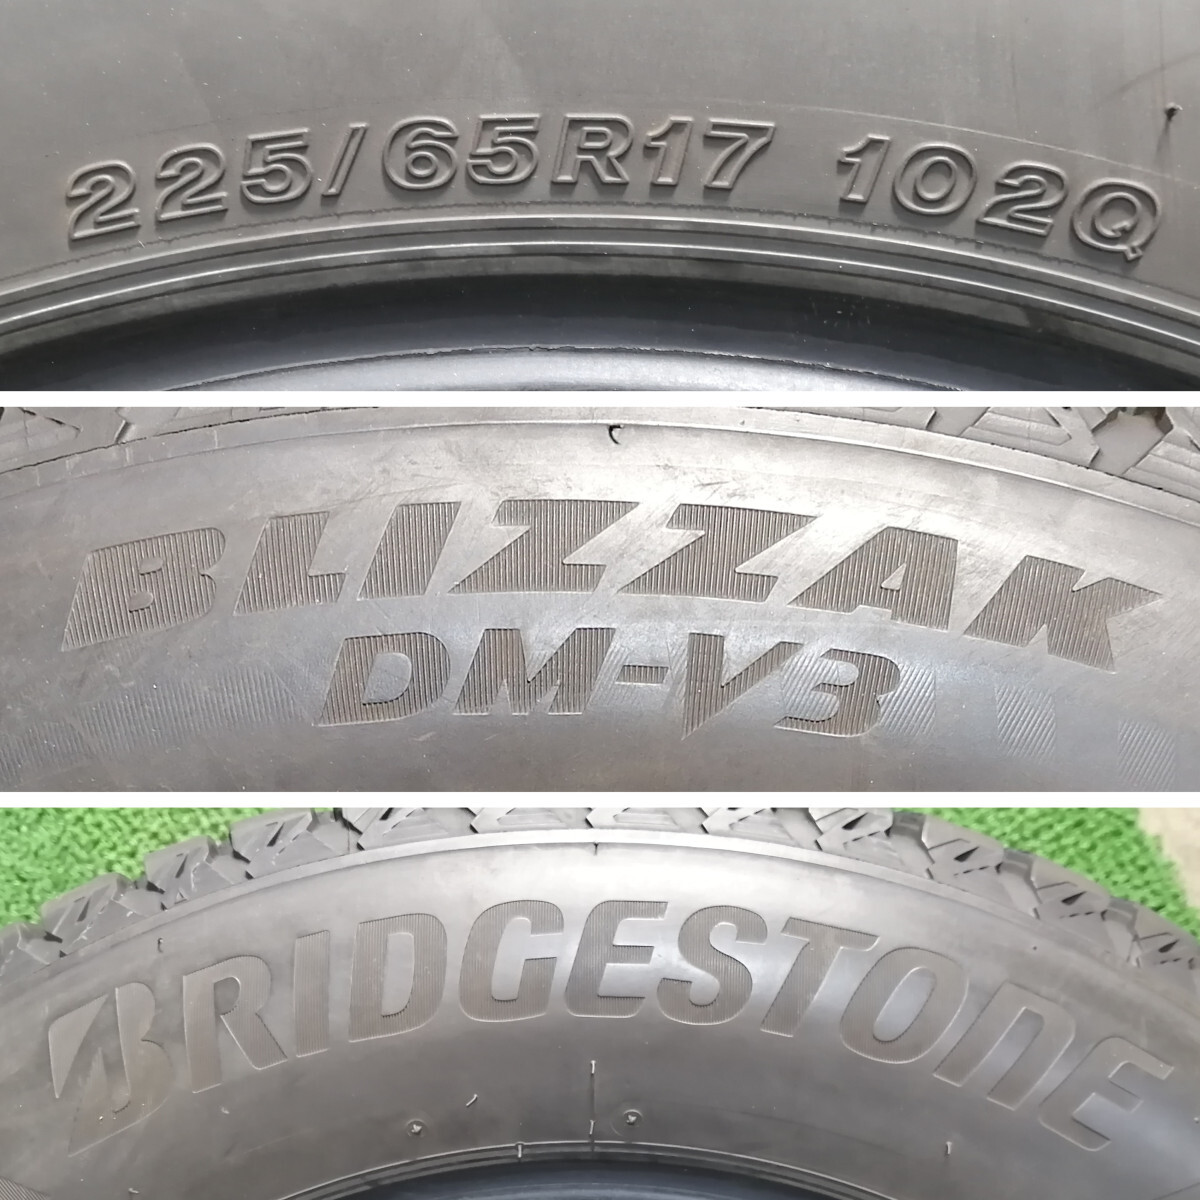 225/65R17 102Q
BLIZZAK
DM-V3
BRIDGESTONE